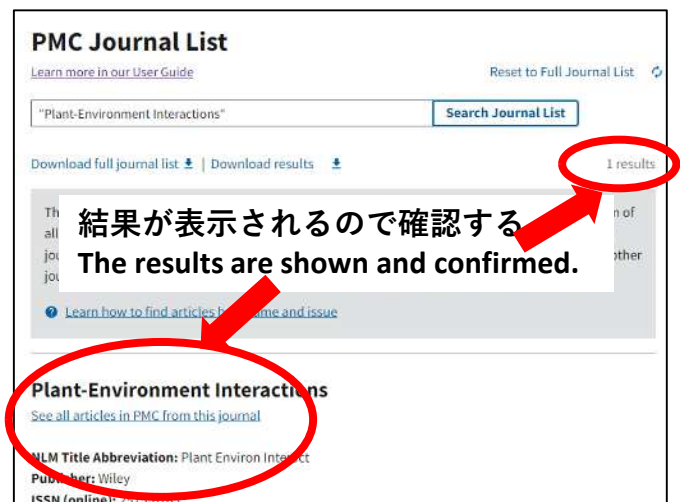 PMC Journal List
Learn more in our User Guide
Reset to Full Journal List
"Plant-Environment Interactions"
Search Journal List
Download full journal list | Download results
1 results
結果が表示されるので確認する
The results are shown and confirmed.
Learn how to find articles and issue
Plant-Environment Interactions
See all articles in PMC from this journal
NLM Title Abbreviation: Plant Environ Interact
Publisher: Wiley
ISSN (online):